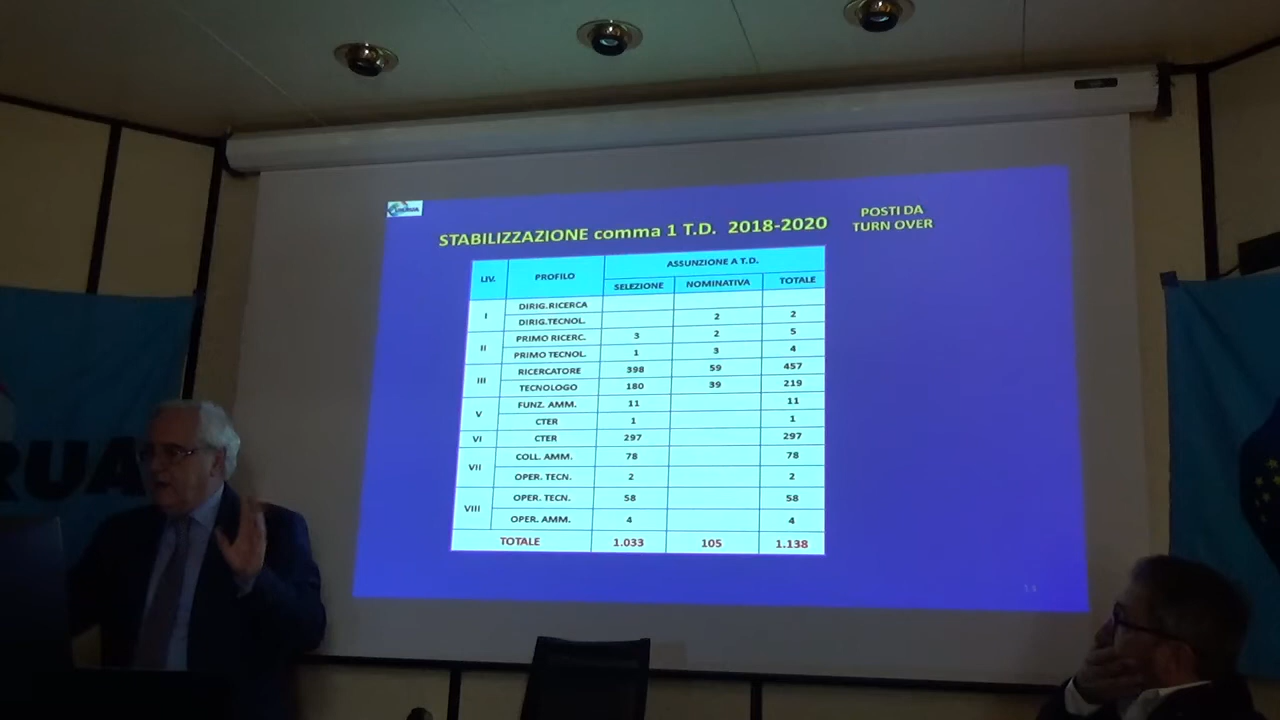 STABILIZZAZIONE comma 1 T.D. 2018-2020
POSTI DA
TURN OVER
LIV. PROFILO ASSUNZIONE A T.D.
SELEZIONE NOMINATIVA TOTALE
I DIRIG.RICERCA
DIRIG.TECNOL. 2 2
II PRIMO RICERC. 3 2 5
PRIMO TECNOL. 1 3 4
III RICERCATORE 398 59 457
TECNOLOGO 180 39 219
V FUNZ. AMM. 11 11
CTER 1 1
VI CTER 297 297
VII COLL. AMM. 78 78
OPER. TECN. 2 2
VIII OPER. TECN. 58 58
OPER. AMM. 4 4
TOTALE 1.033 105 1.138
14
RUA